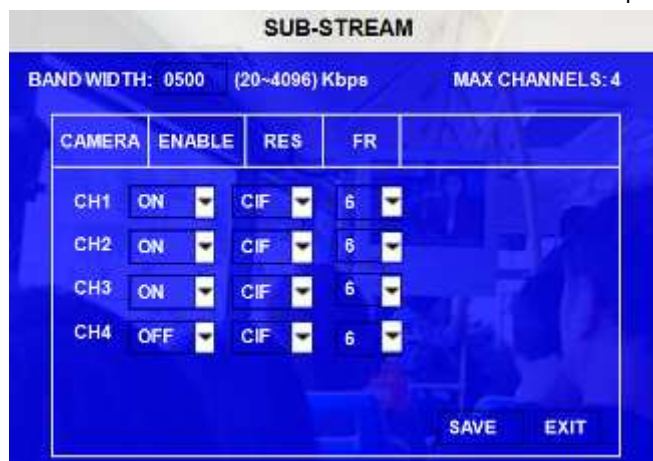 SUB-STREAM
BAND WIDTH: 0500 (20~4096) Kbps MAX CHANNELS: 4
CAMERA ENABLE RES FR
CH1 ON CIF 6
CH2 ON CIF 6
CH3 ON CIF 6
CH4 OFF CIF 6
SAVE EXIT